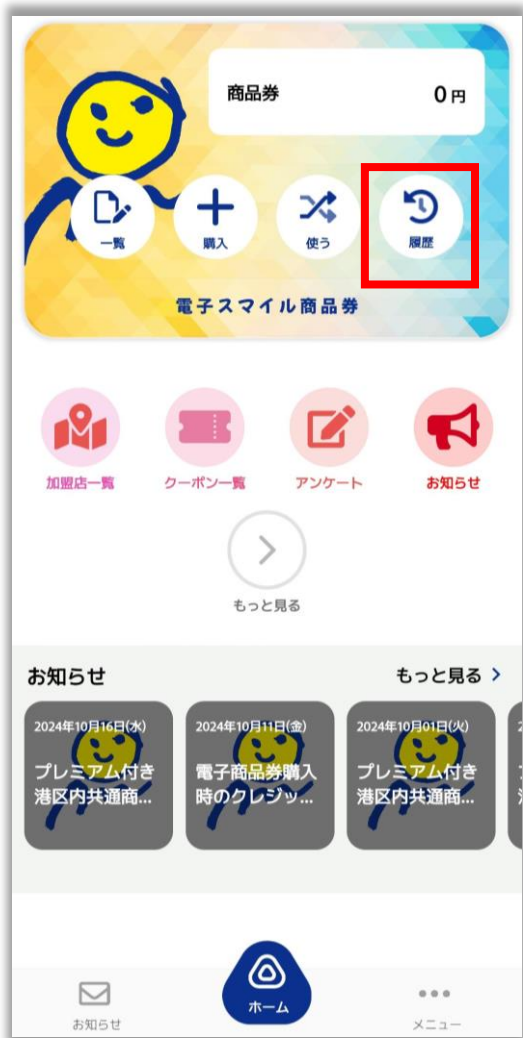 商品券 0円
一覧 購入 使う 履歴
電子スマイル商品券
加盟店一覧 クーポン一覧 アンケート お知らせ
もっと見る
お知らせ もっと見る
2024年10月16日(水) 2024年10月11日(金) 2024年10月01日(火)
プレミアム付き 電子商品券購入 プレミアム付き
港区内共通商... 時のクレジッ... 港区内共通商...
お知らせ ホーム メニュー